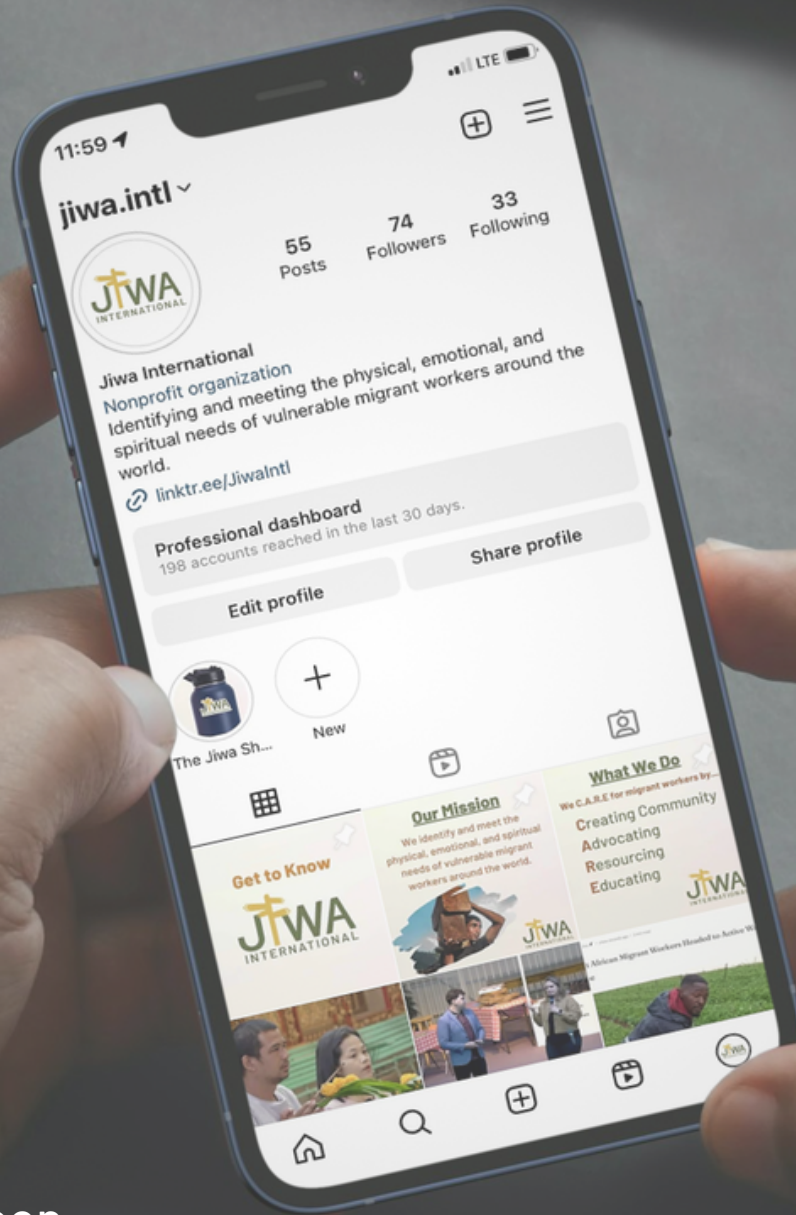 11:59
LTE
jiwa.intl
55
Posts
74
Followers
33
Following
JIWA
INTERNATIONAL
Jiwa International
Nonprofit organization
Identifying and meeting the physical, emotional, and
spiritual needs of vulnerable migrant workers around the
world.
linktr.ee/JiwaIntl
Professional dashboard
198 accounts reached in the last 30 days.
Edit profile
Share profile
JIWA
The Jiwa Sh...
New
Get to Know
JIWA
INTERNATIONAL
Our Mission
We identify and meet the
physical, emotional, and spiritual
needs of vulnerable migrant
workers around the world.
JIWA
INTERNATIONAL
What We Do
We C.A.R.E for migrant workers by...
Creating Community
Advocating
Resourcing
Educating
JIWA
INTERNATIONAL
African Migrant Workers Headed to Active W
JIWA